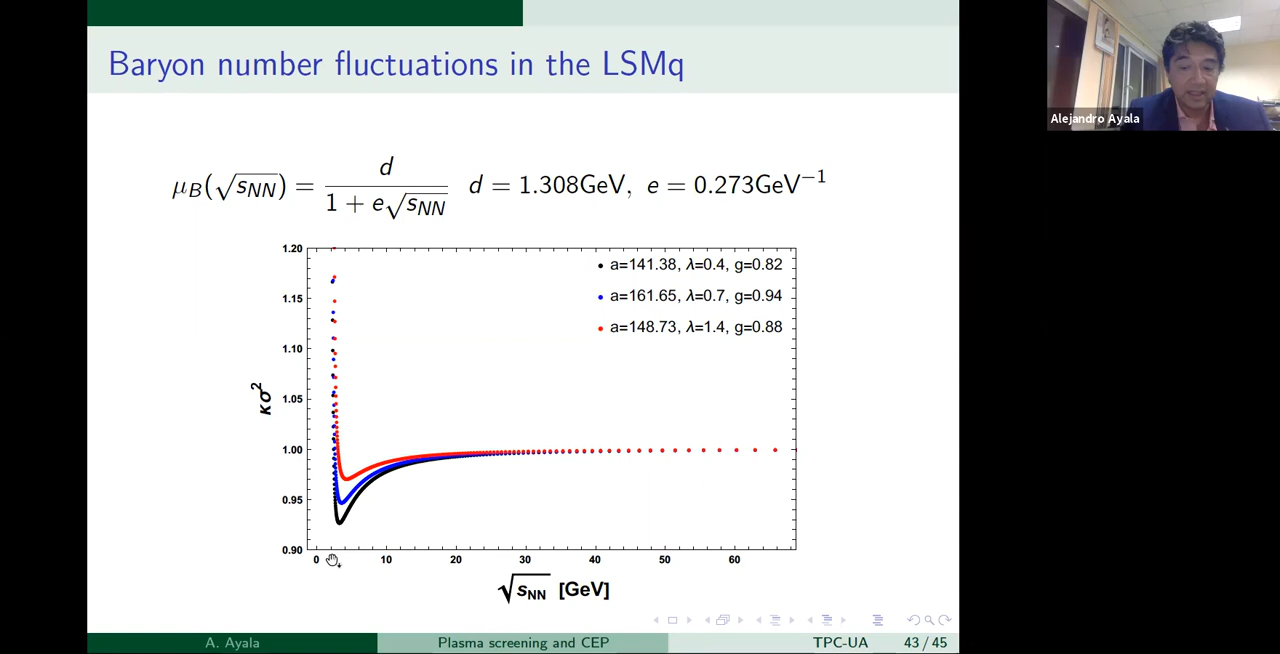 Baryon number fluctuations in the LSMq
Alejandro Ayala
μ_B(√s_NN) = d / (1 + e√s_NN)   d = 1.308GeV, e = 0.273GeV⁻¹
1.20
1.15
1.10
1.05
1.00
0.95
0.90
κσ²
a=141.38, λ=0.4, g=0.82
a=161.65, λ=0.7, g=0.94
a=148.73, λ=1.4, g=0.88
0 10 20 30 40 50 60
√s_NN [GeV]
A. Ayala Plasma screening and CEP TPC-UA 43 / 45